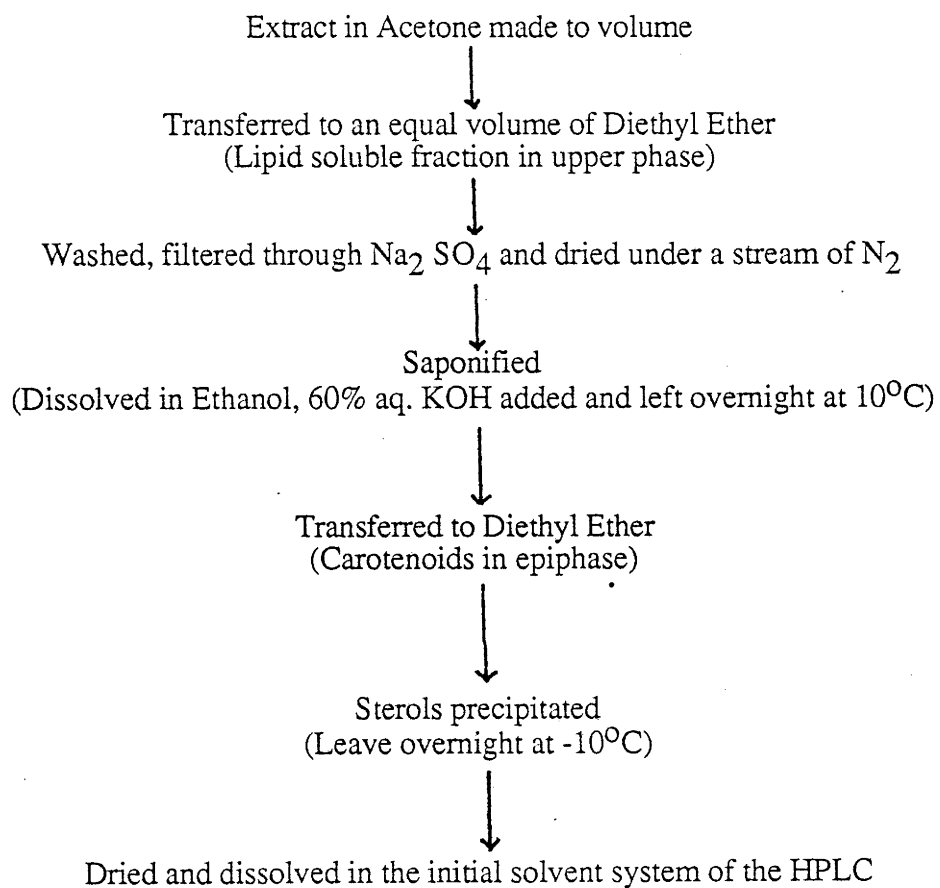 Extract in Acetone made to volume
Transferred to an equal volume of Diethyl Ether
(Lipid soluble fraction in upper phase)
Washed, filtered through Na2 SO4 and dried under a stream of N2
Saponified
(Dissolved in Ethanol, 60% aq. KOH added and left overnight at 10°C)
Transferred to Diethyl Ether
(Carotenoids in epiphase)
Sterols precipitated
(Leave overnight at -10°C)
Dried and dissolved in the initial solvent system of the HPLC